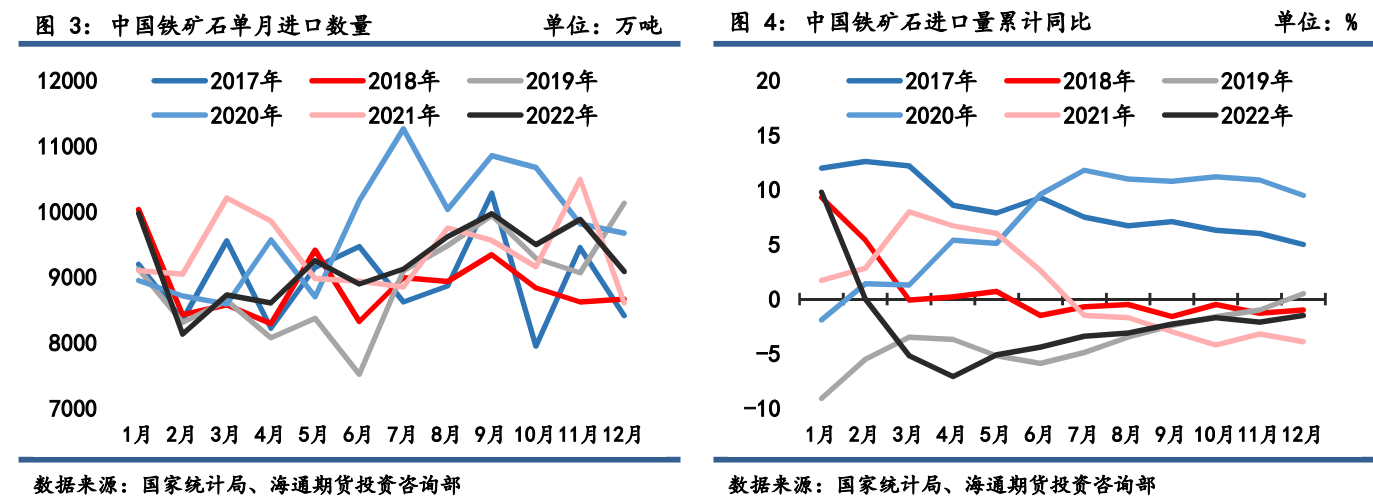 图 3：中国铁矿石单月进口数量 单位：万吨
12000
11000
10000
9000
8000
7000
2017年 2018年 2019年
2020年 2021年 2022年
1月 2月 3月 4月 5月 6月 7月 8月 9月 10月 11月 12月
数据来源：国家统计局、海通期货投资咨询部
图 4：中国铁矿石进口量累计同比 单位：%
20
15
10
5
0
-5
-10
2017年 2018年 2019年
2020年 2021年 2022年
1月 2月 3月 4月 5月 6月 7月 8月 9月 10月 11月 12月
数据来源：国家统计局、海通期货投资咨询部